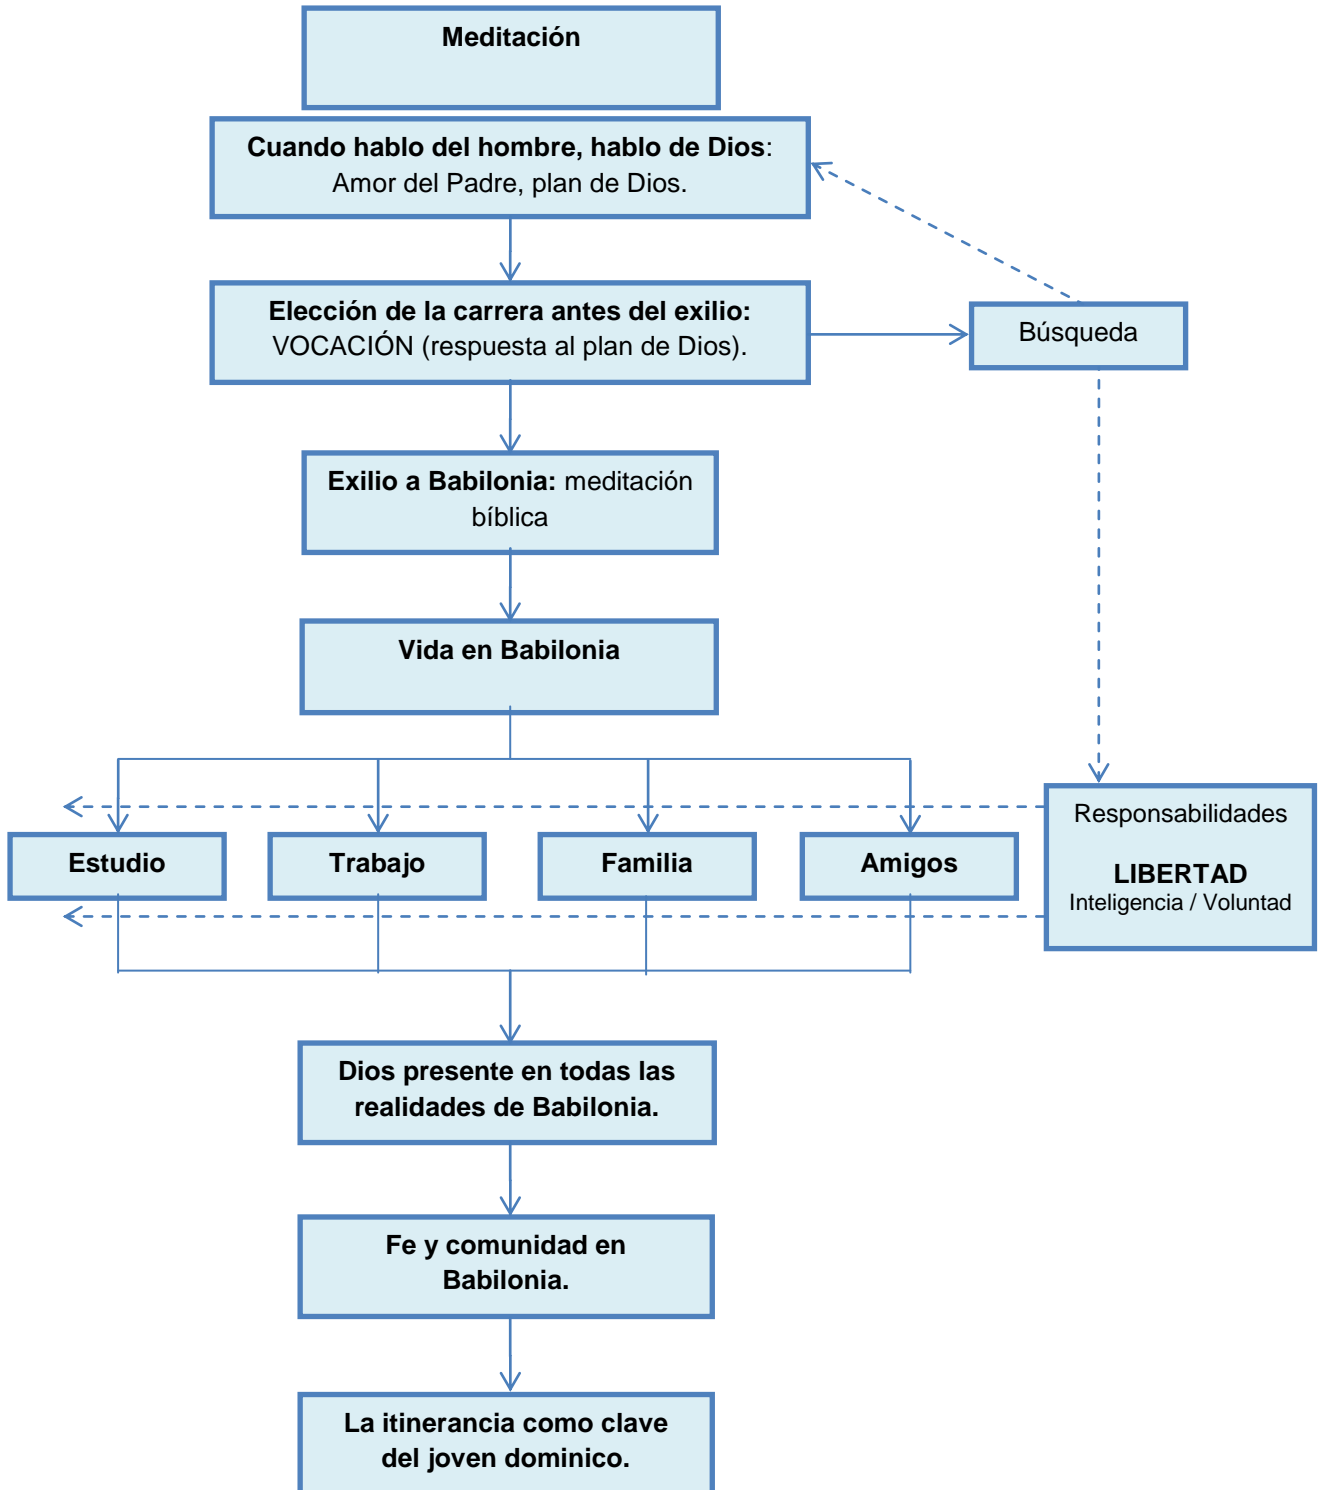 Meditación
Cuando hablo del hombre, hablo de Dios:
Amor del Padre, plan de Dios.
Elección de la carrera antes del exilio:
VOCACIÓN (respuesta al plan de Dios).
Búsqueda
Exilio a Babilonia: meditación
bíblica
Vida en Babilonia
Responsabilidades
LIBERTAD
Inteligencia / Voluntad
Estudio
Trabajo
Familia
Amigos
Dios presente en todas las
realidades de Babilonia.
Fe y comunidad en
Babilonia.
La itinerancia como clave
del joven dominico.